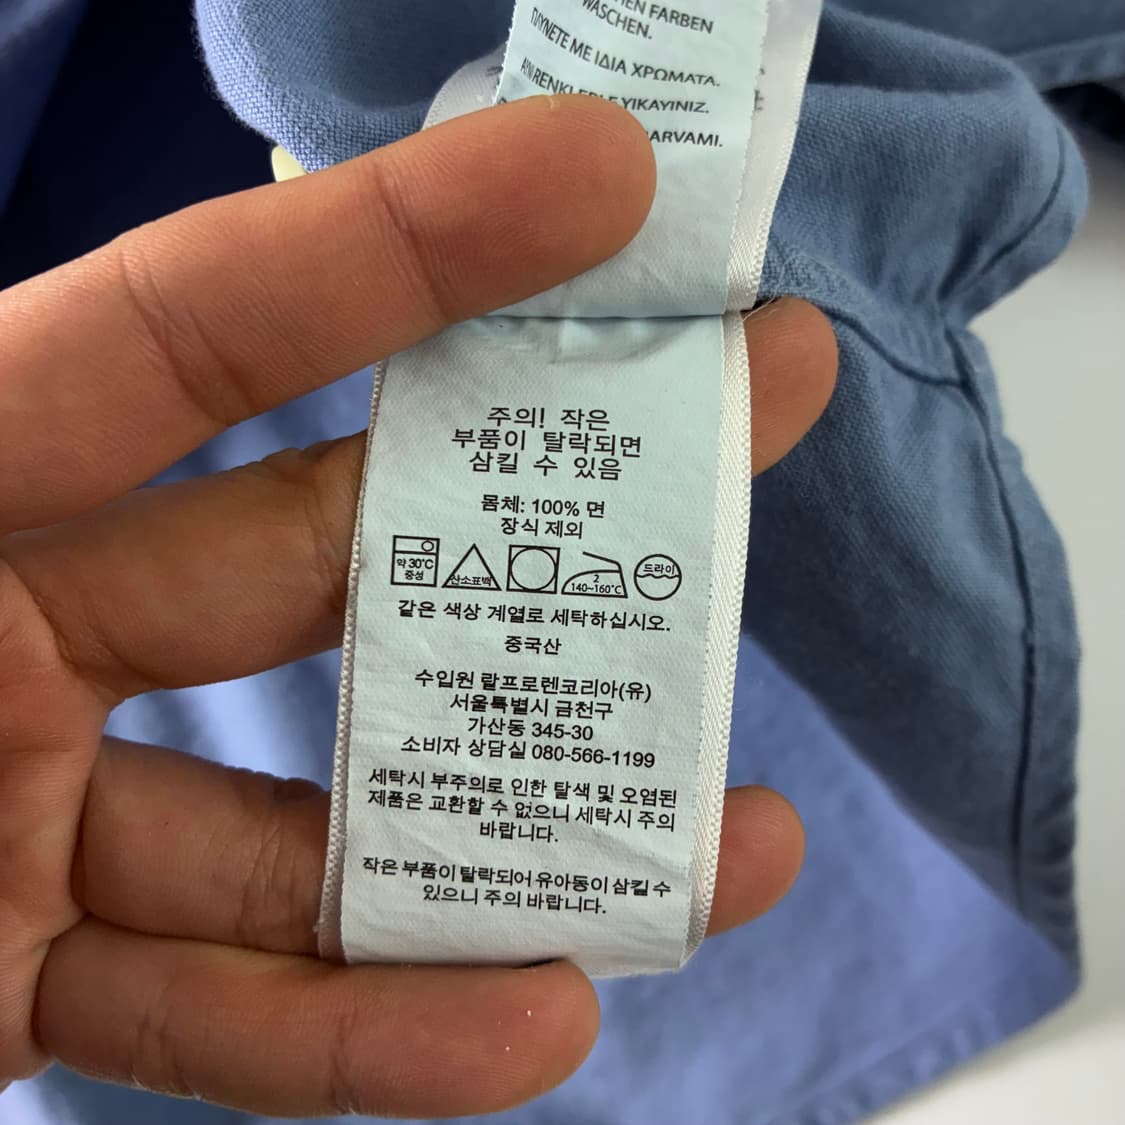 FARBEN
WASCHEN.
ΠΛΥΝΕΤΕ ΜΕ ΙΔΙΑ ΧΡΩΜΑΤΑ.
YIKAYINIZ.
주의! 작은
부품이 탈락되면
삼킬 수 있음
몸체: 100% 면
장식 제외
약 30°C
중성
산소표백
2
140~160°C
드라이
같은 색상 계열로 세탁하십시오.
중국산
수입원 랄프로렌코리아(유)
서울특별시 금천구
가산동 345-30
소비자 상담실 080-566-1199
세탁시 부주의로 인한 탈색 및 오염된
제품은 교환할 수 없으니 세탁시 주의
바랍니다.
작은 부품이 탈락되어 유아동이 삼킬 수
있으니 주의 바랍니다.